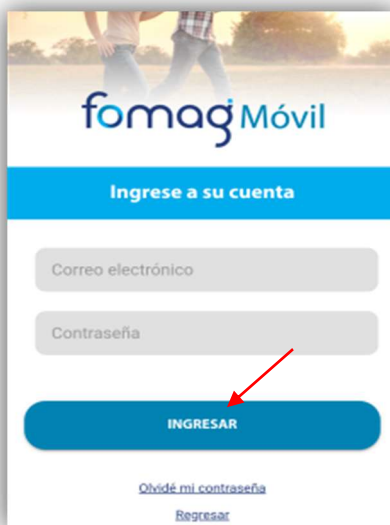 fomag Móvil
Ingrese a su cuenta
Correo electrónico
Contraseña
INGRESAR
Olvidé mi contraseña
Regresar